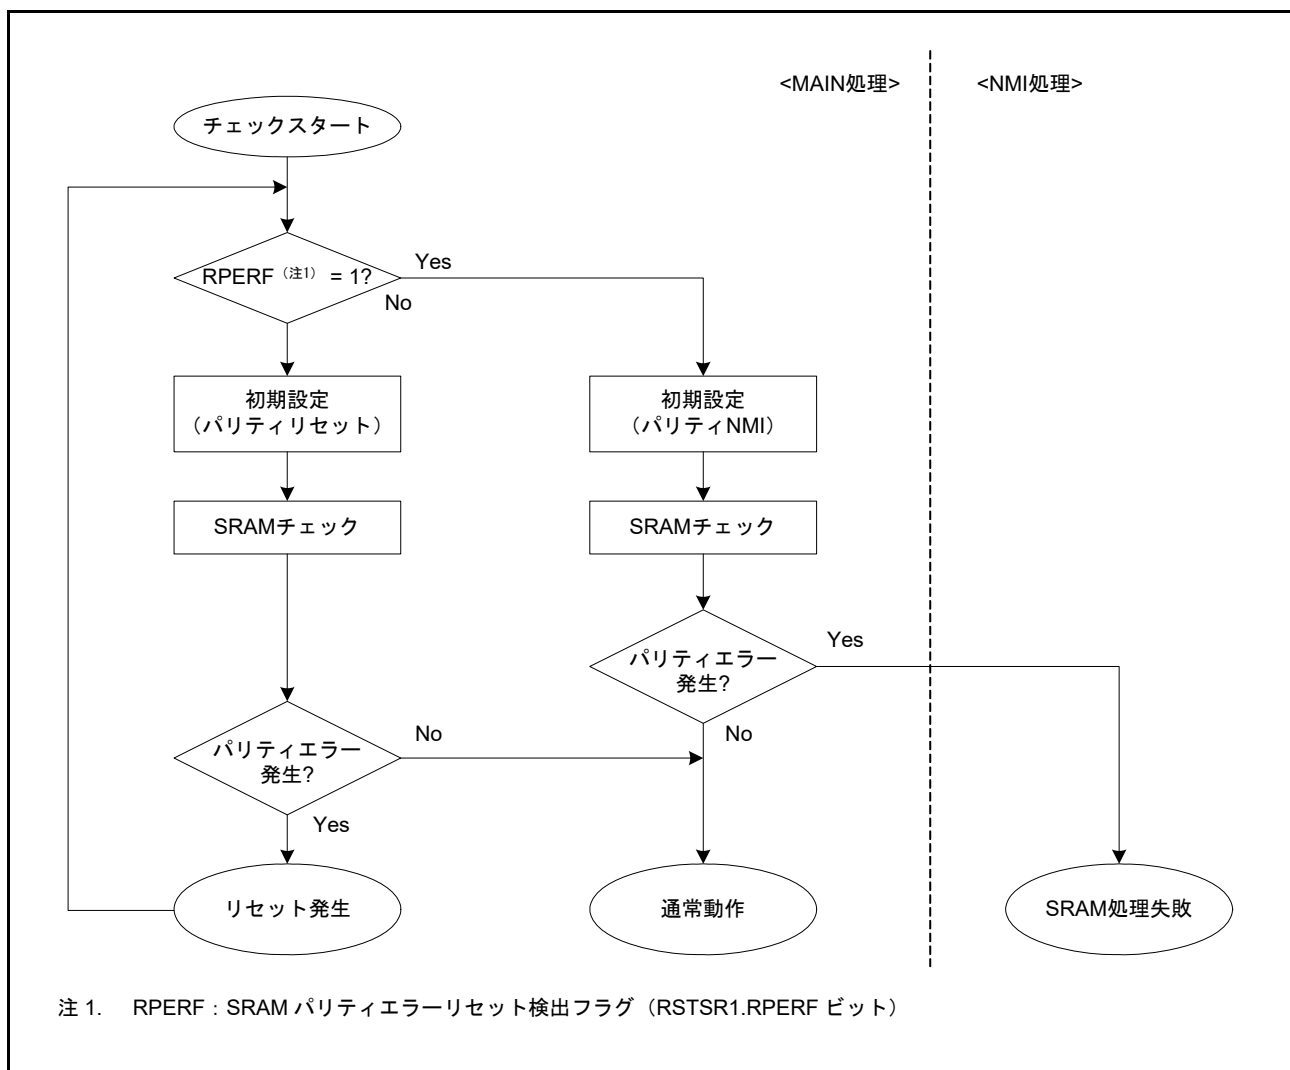 <MAIN処理>
<NMI処理>
チェックスタート
RPERF（注1） = 1?
Yes
No
初期設定
（パリティリセット）
初期設定
（パリティNMI）
SRAMチェック
SRAMチェック
パリティエラー
発生?
Yes
No
パリティエラー
発生?
No
Yes
リセット発生
通常動作
SRAM処理失敗
注 1. RPERF：SRAM パリティエラーリセット検出フラグ（RSTSR1.RPERF ビット）